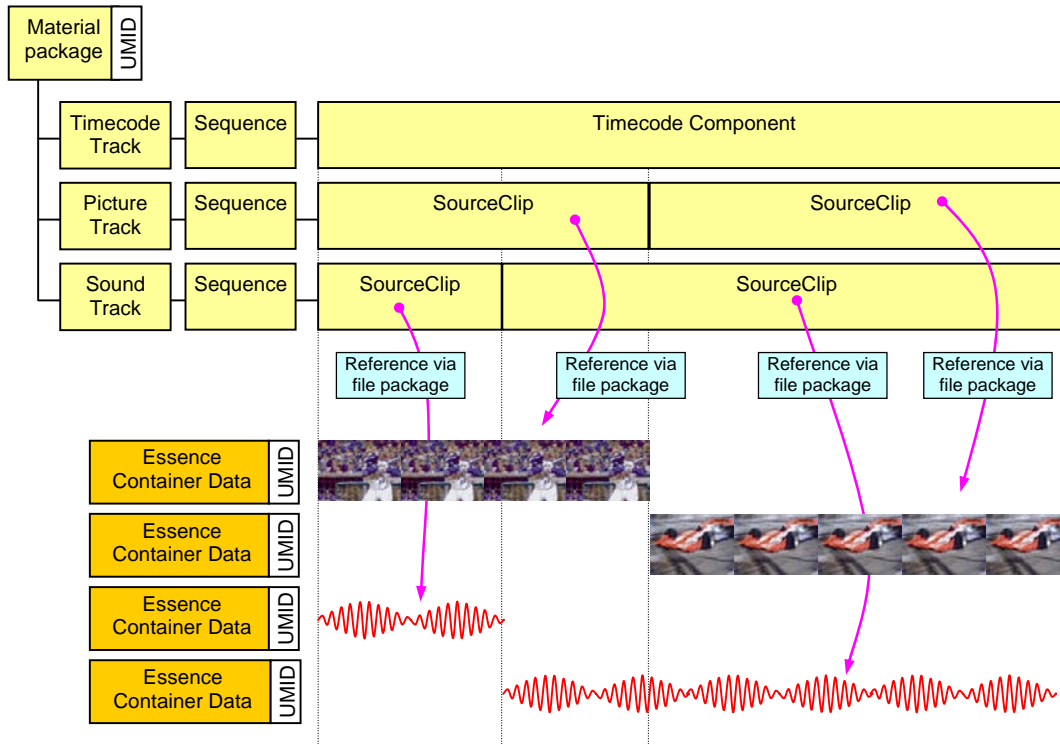 Material
package
UMID
Timecode
Track
Sequence
Timecode Component
Picture
Track
Sequence
SourceClip
SourceClip
Sound
Track
Sequence
SourceClip
SourceClip
Reference via
file package
Reference via
file package
Reference via
file package
Reference via
file package
Essence
Container Data
UMID
Essence
Container Data
UMID
Essence
Container Data
UMID
Essence
Container Data
UMID